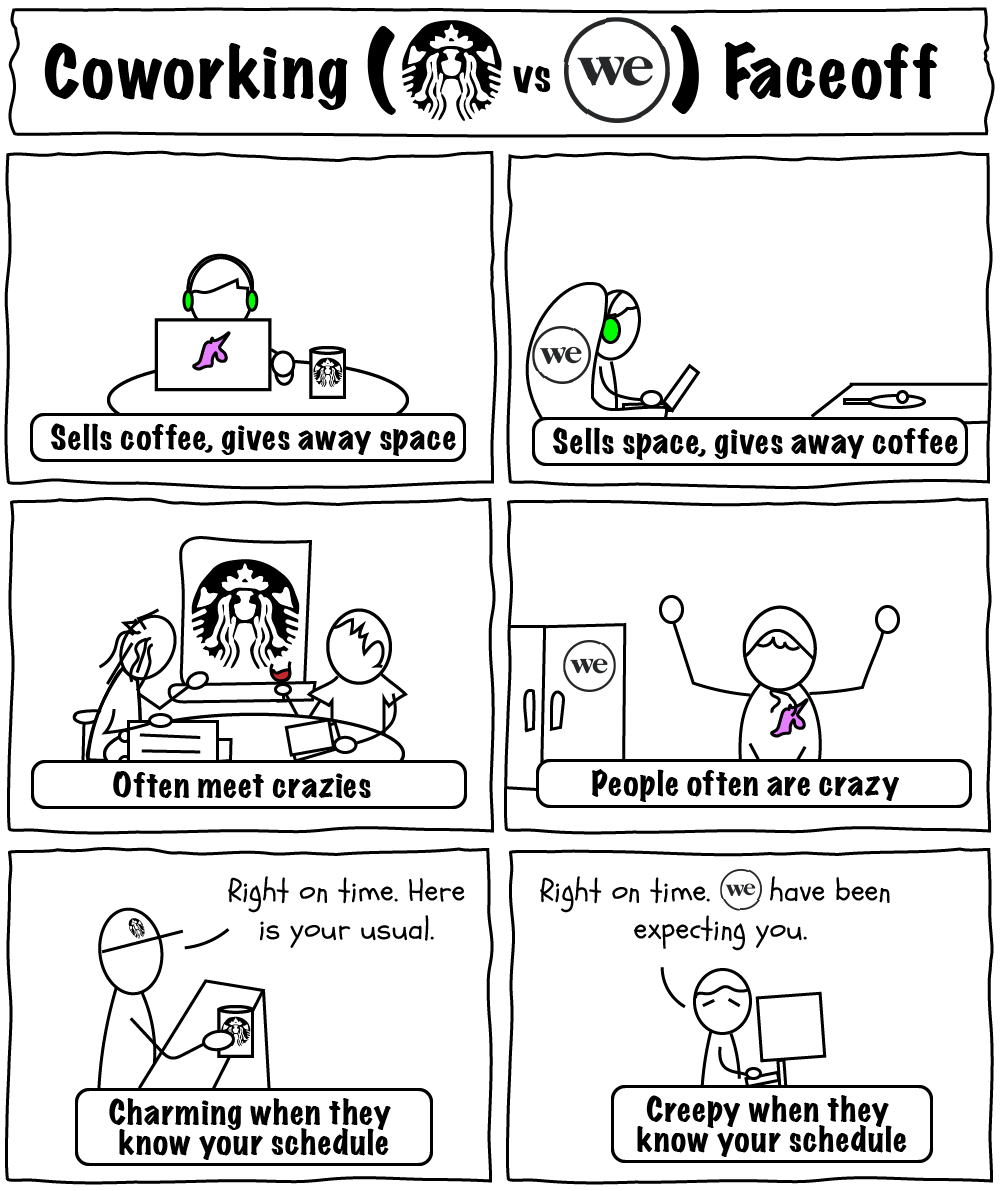 Coworking ( vs we ) Faceoff
we
Sells coffee, gives away space
Sells space, gives away coffee
we
Often meet crazies
People often are crazy
Right on time. Here
is your usual.
Charming when they
know your schedule
Right on time. we have been
expecting you.
Creepy when they
know your schedule